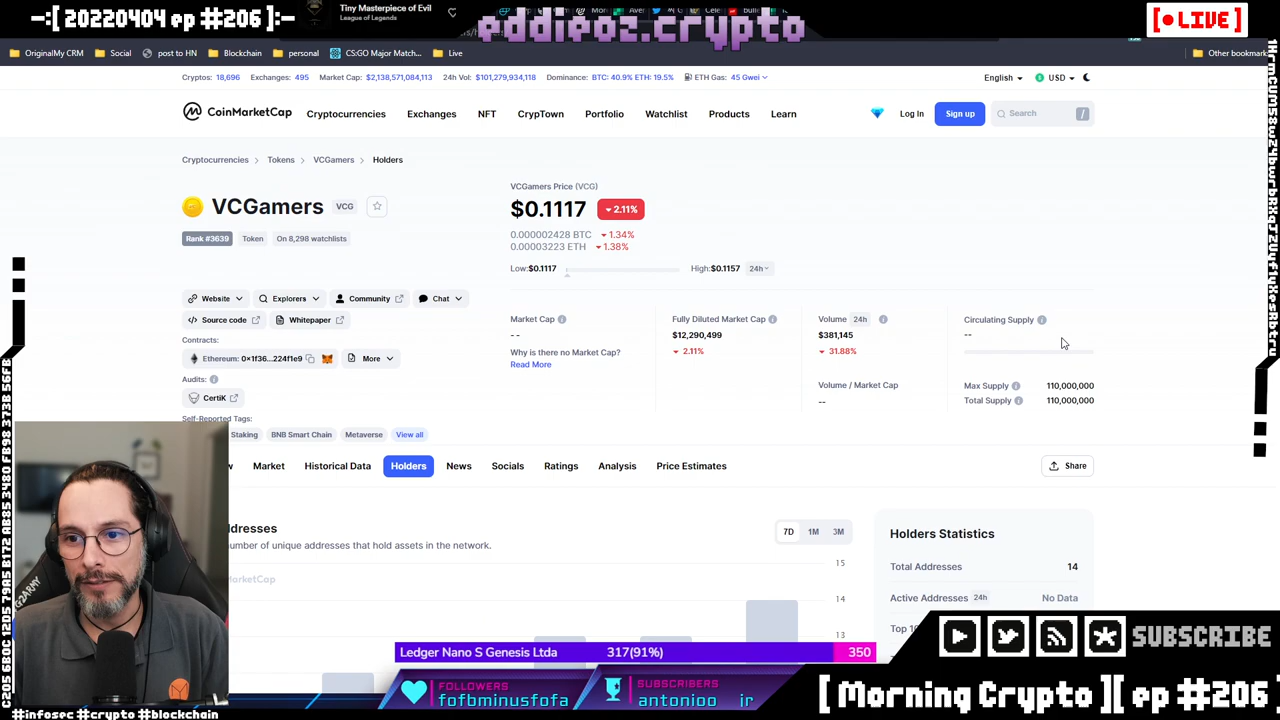 -:[ 20220404 ep #206 ]:-
Tiny Masterpiece of Evil
League of Legends
eddieoz.crypto
[ LIVE ]
OriginalMy CRM
Social
post to HN
Blockchain
personal
CS:GO Major Match...
Live
Other bookmark
Cryptos: 18,696
Exchanges: 495
Market Cap: $2,138,571,084,113
24h Vol: $101,279,934,118
Dominance: BTC: 40.9% ETH: 19.5%
ETH Gas: 45 Gwei
English
USD
CoinMarketCap
Cryptocurrencies
Exchanges
NFT
CrypTown
Portfolio
Watchlist
Products
Learn
Log In
Sign up
Search
/
Cryptocurrencies > Tokens > VCGamers > Holders
VCGamers VCG
Rank #3639
Token
On 8,298 watchlists
VCGamers Price (VCG)
$0.1117
2.11%
0.000002428 BTC 1.34%
0.00003223 ETH 1.38%
Low:$0.1117
High:$0.1157
24h
Website
Explorers
Community
Chat
Source code
Whitepaper
Contracts:
Ethereum: 0x1f36...224f1e9
More
Audits:
CertiK
Self-Reported Tags:
Staking
BNB Smart Chain
Metaverse
View all
Market Cap
- -
Why is there no Market Cap?
Read More
Fully Diluted Market Cap
$12,290,499
2.11%
Volume 24h
$381,145
31.88%
Volume / Market Cap
--
Circulating Supply
--
Max Supply 110,000,000
Total Supply 110,000,000
Market
Historical Data
Holders
News
Socials
Ratings
Analysis
Price Estimates
Share
number of unique addresses that hold assets in the network.
7D
1M
3M
15
14
13
Holders Statistics
Total Addresses 14
Active Addresses 24h No Data
Ledger Nano S Genesis Ltda 317(91%) 350
FOLLOWERS
fofbminusfofa
SUBSCRIBERS
antonioo jr
SUBSCRIBE
[ Morning Crypto ][ ep #206
#infosec #crypto #blockchain